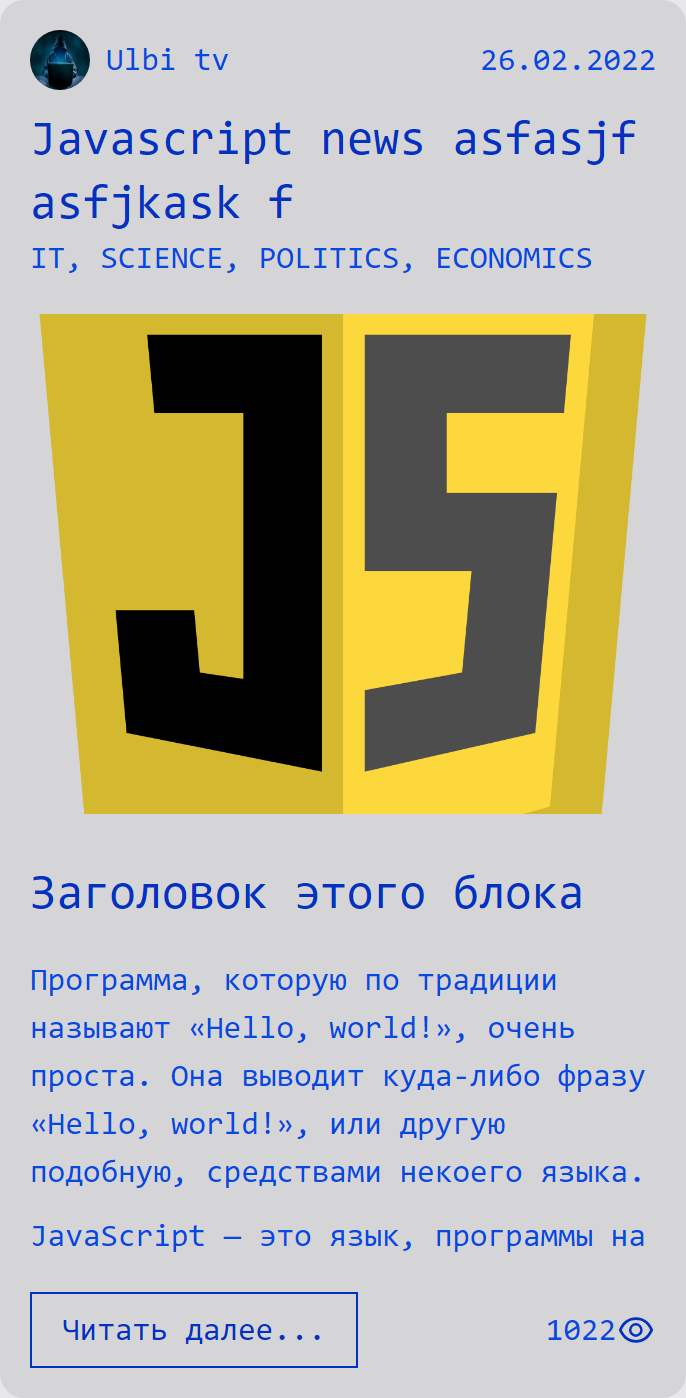 Ulbi tv 26.02.2022
Javascript news asfasjf
asfjkask f
IT, SCIENCE, POLITICS, ECONOMICS
JS
Заголовок этого блока
Программа, которую по традиции
называют «Hello, world!», очень
проста. Она выводит куда-либо фразу
«Hello, world!», или другую
подобную, средствами некоего языка.
JavaScript — это язык, программы на
Читать далее...
1022